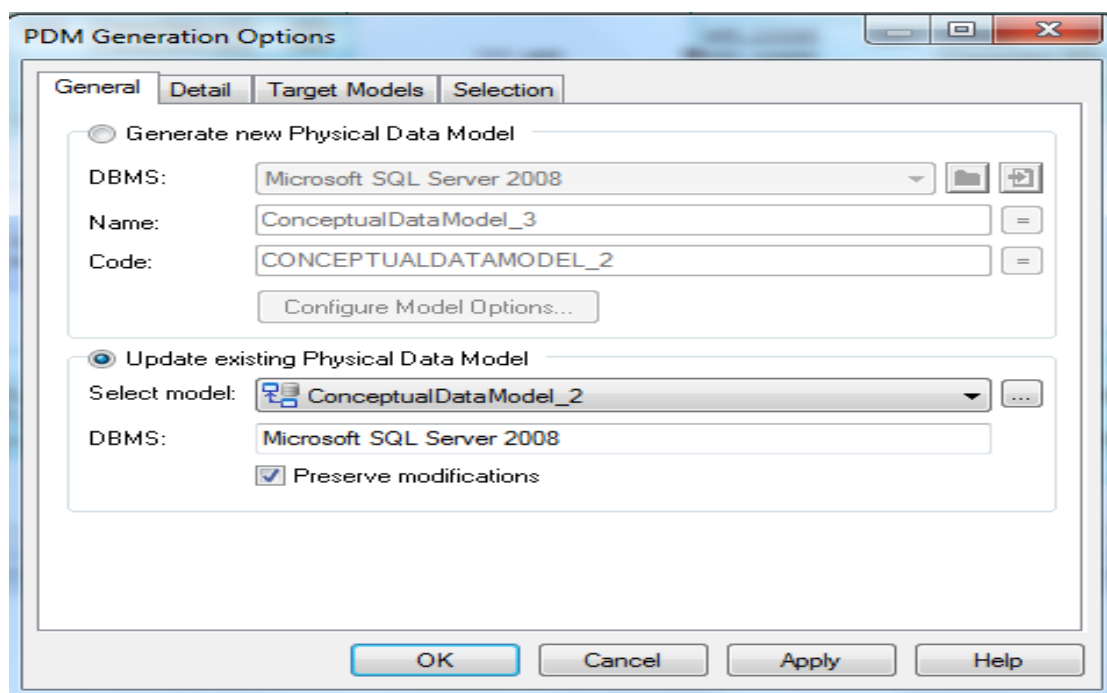 PDM Generation Options
General Detail Target Models Selection
Generate new Physical Data Model
DBMS: Microsoft SQL Server 2008
Name: ConceptualDataModel_3 =
Code: CONCEPTUALDATAMODEL_2 =
Configure Model Options...
Update existing Physical Data Model
Select model: ConceptualDataModel_2 ...
DBMS: Microsoft SQL Server 2008
Preserve modifications
OK Cancel Apply Help